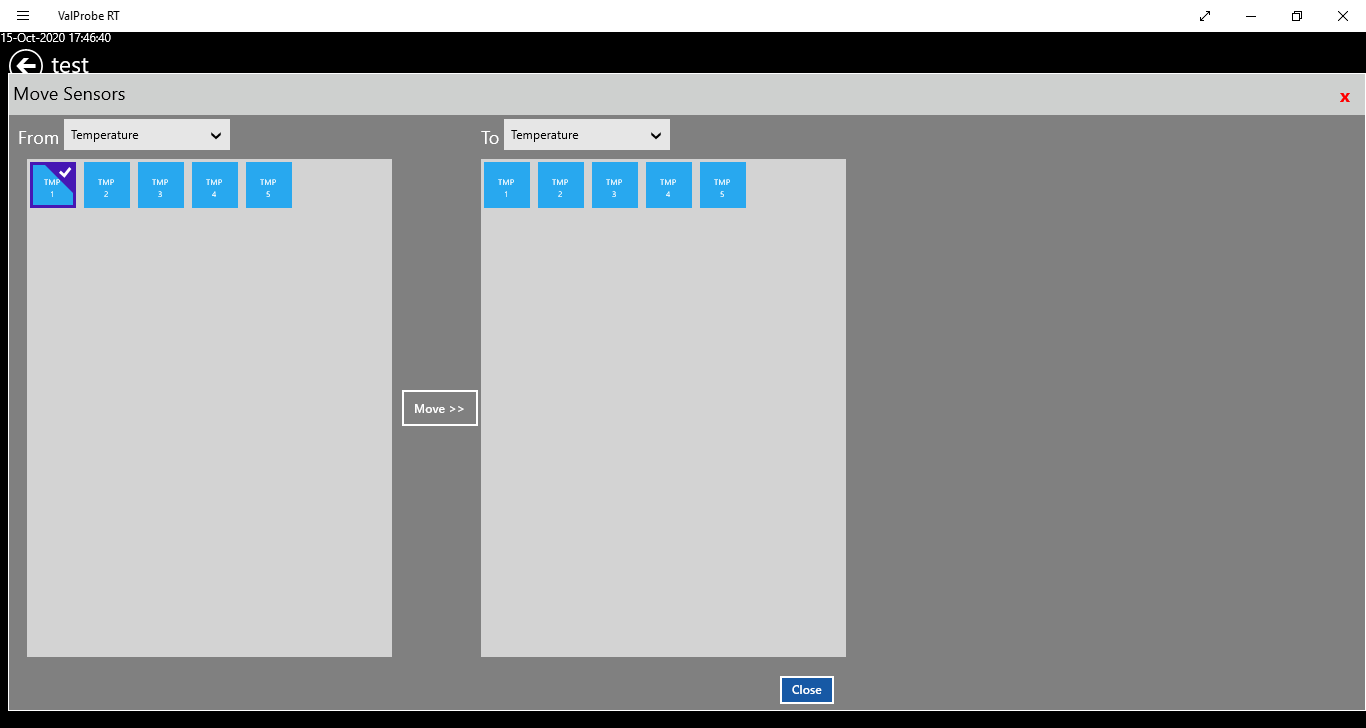 ValProbe RT
15-Oct-2020 17:46:40
test
Move Sensors
x
From Temperature
To Temperature
TMP 1
TMP 2
TMP 3
TMP 4
TMP 5
TMP 1
TMP 2
TMP 3
TMP 4
TMP 5
Move >>
Close